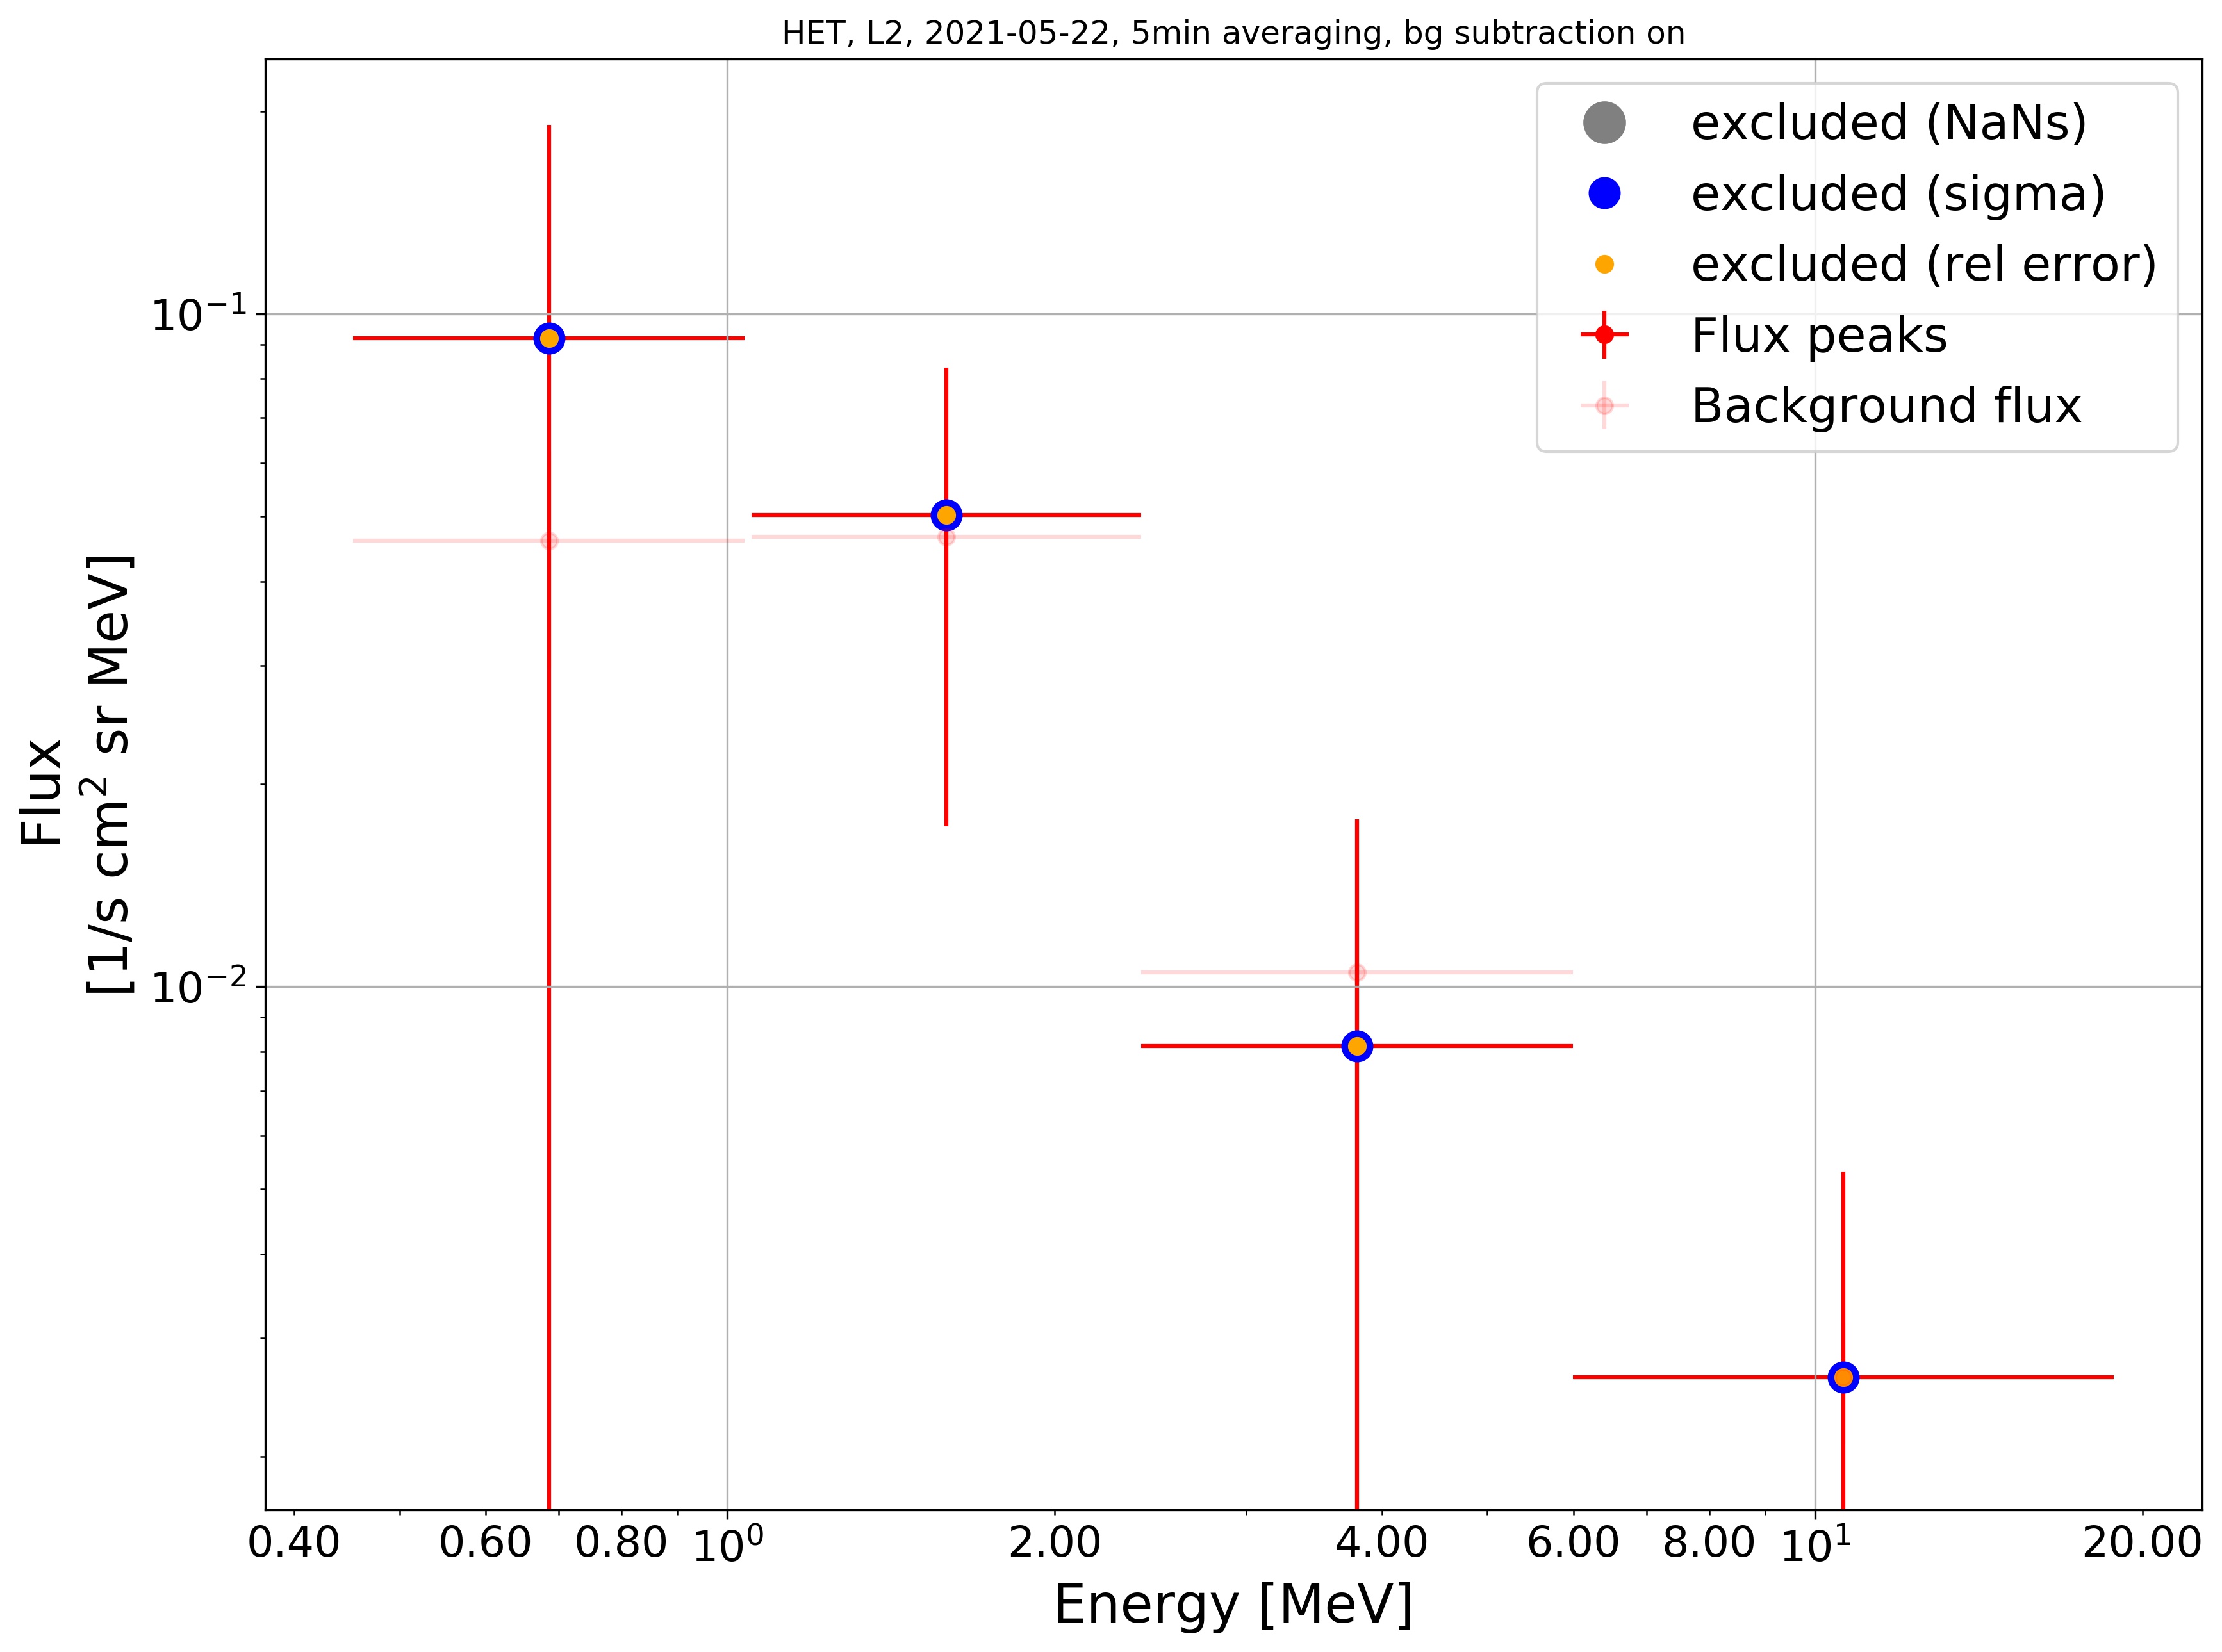 HET, L2, 2021-05-22, 5min averaging, bg subtraction on
excluded (NaNs)
excluded (sigma)
excluded (rel error)
Flux peaks
Background flux
Flux
[1/s cm² sr MeV]
10⁻¹
10⁻²
0.40 0.60 0.80 10⁰ 2.00 4.00 6.00 8.00 10¹ 20.00
Energy [MeV]